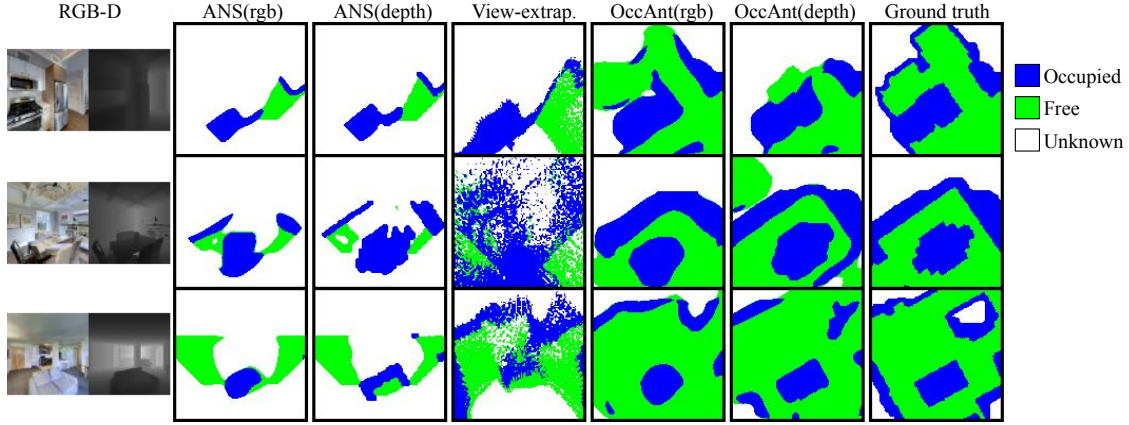 RGB-D ANS(rgb) ANS(depth) View-extrap. OccAnt(rgb) OccAnt(depth) Ground truth
Occupied
Free
Unknown